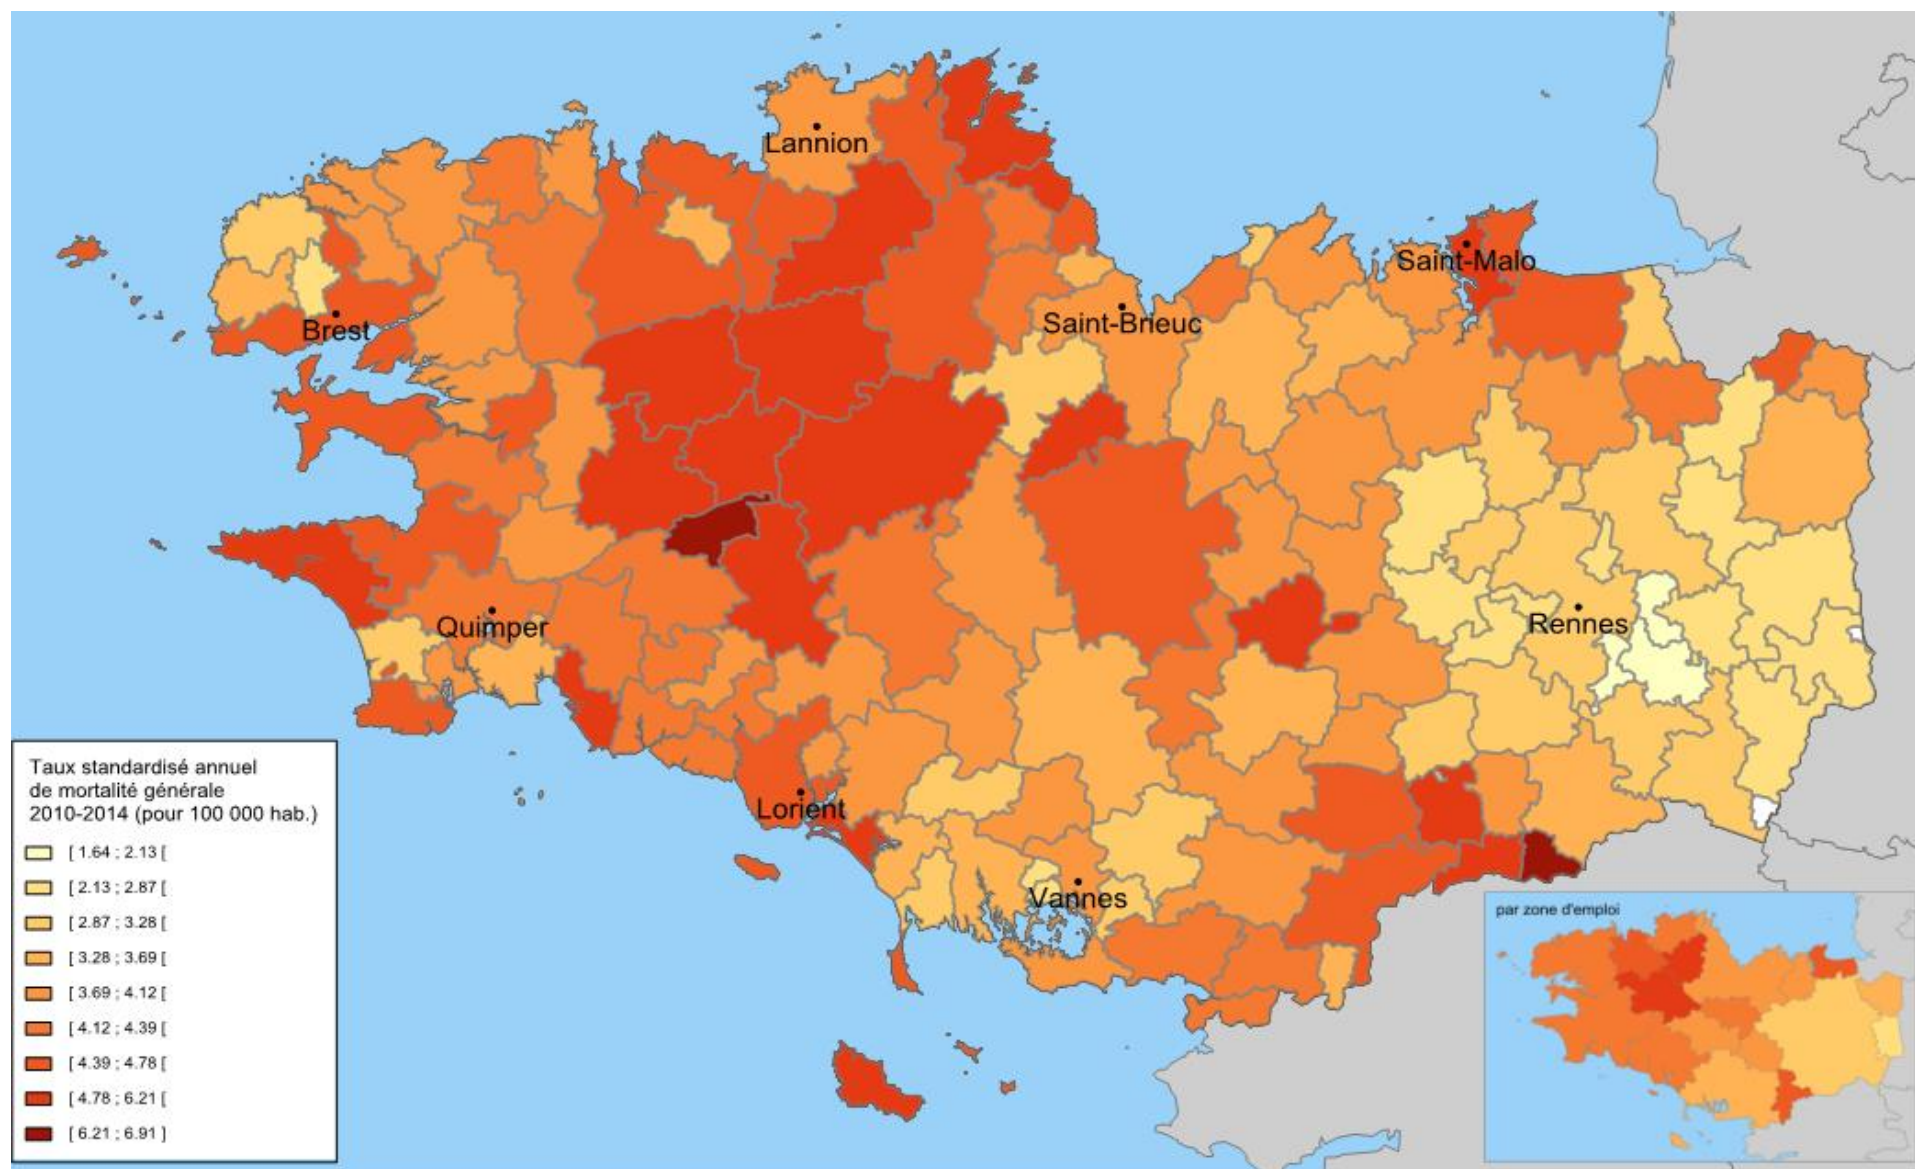 Lannion
Saint-Malo
Brest
Saint-Brieuc
Quimper
Rennes
Lorient
Vannes
Taux standardisé annuel
de mortalité générale
2010-2014 (pour 100 000 hab.)
[ 1.64 ; 2.13 [
[ 2.13 ; 2.87 [
[ 2.87 ; 3.28 [
[ 3.28 ; 3.69 [
[ 3.69 ; 4.12 [
[ 4.12 ; 4.39 [
[ 4.39 ; 4.78 [
[ 4.78 ; 6.21 [
[ 6.21 ; 6.91 ]
par zone d'emploi